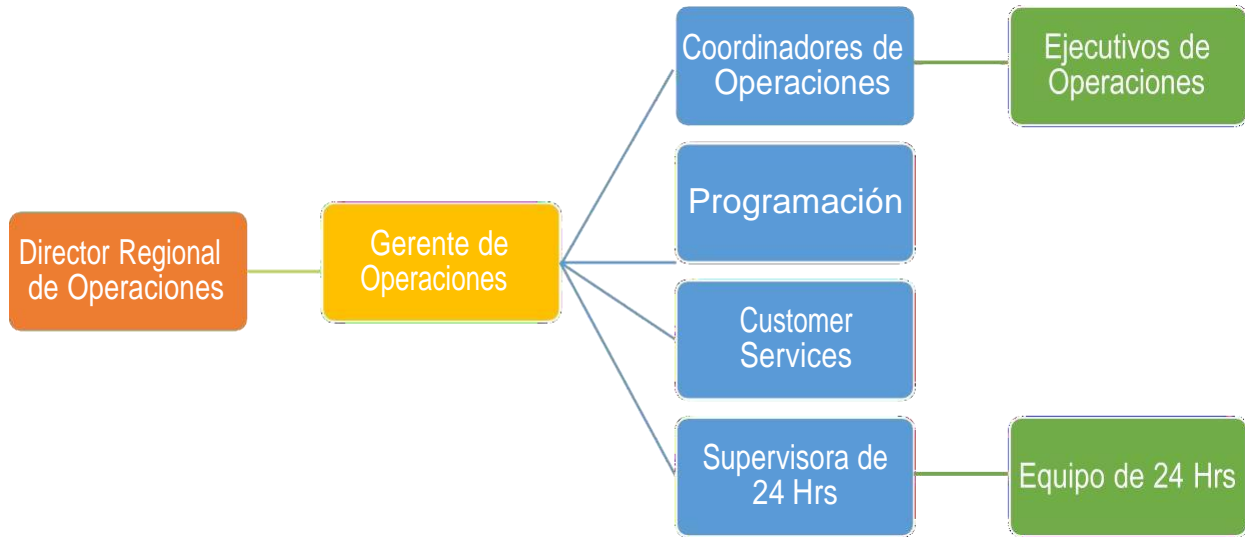 Director Regional
de Operaciones
Gerente de
Operaciones
Coordinadores de
Operaciones
Ejecutivos de
Operaciones
Programación
Customer
Services
Supervisora de
24 Hrs
Equipo de 24 Hrs